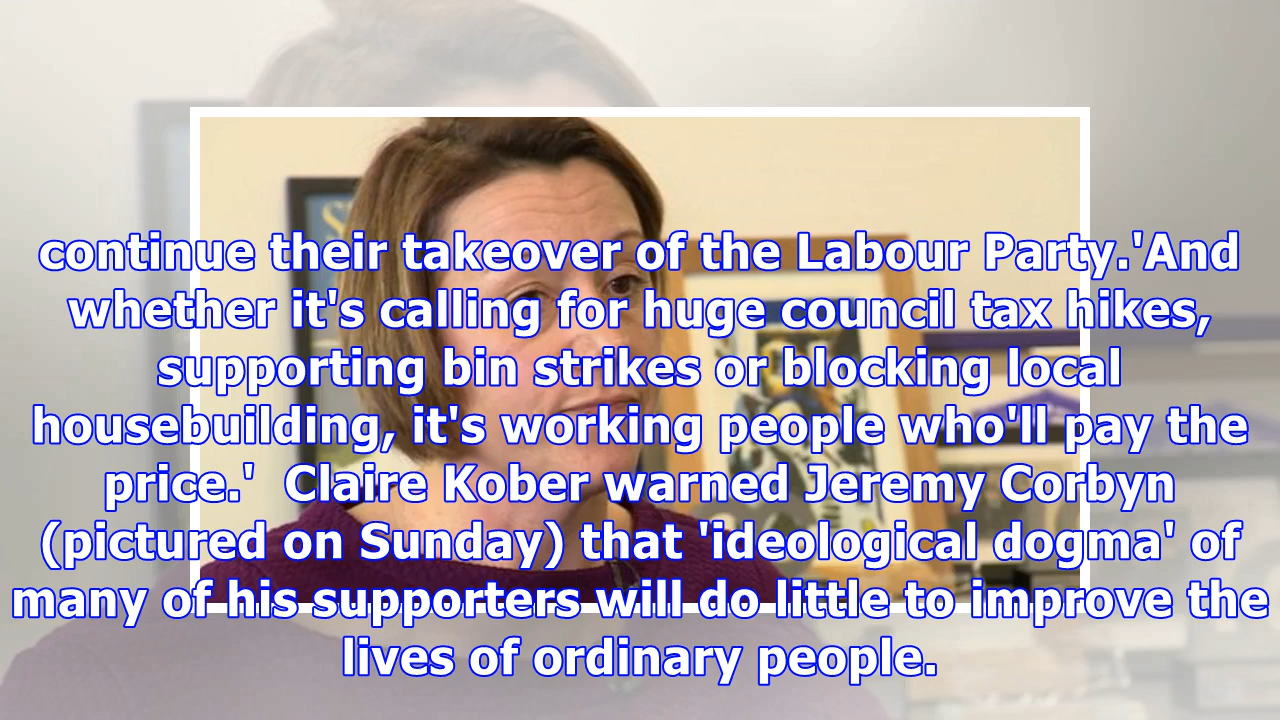 continue their takeover of the Labour Party.'And
whether it's calling for huge council tax hikes,
supporting bin strikes or blocking local
housebuilding, it's working people who'll pay the
price.'  Claire Kober warned Jeremy Corbyn
(pictured on Sunday) that 'ideological dogma' of
many of his supporters will do little to improve the
lives of ordinary people.